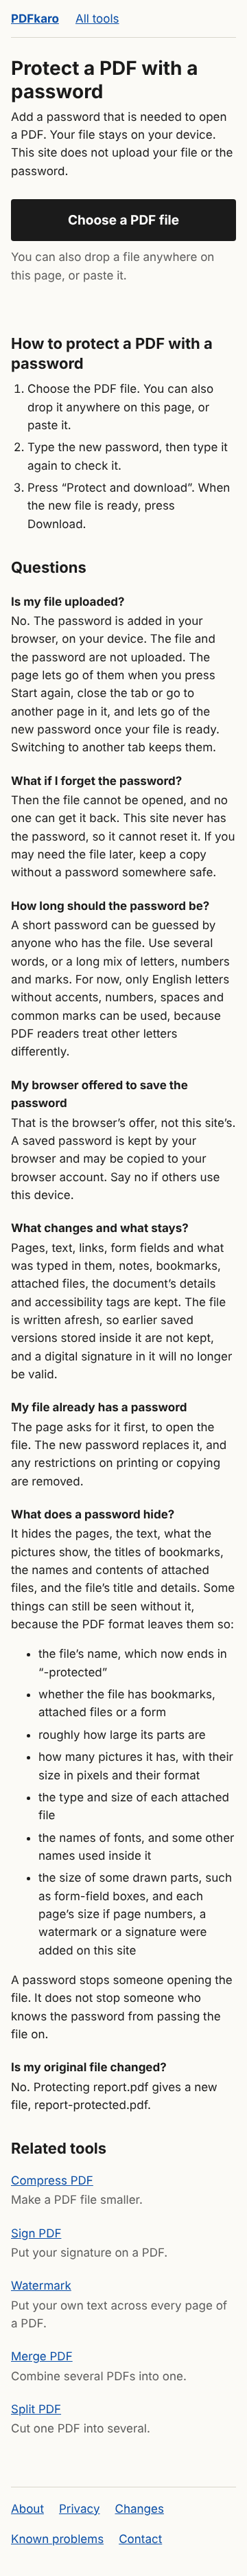 PDFkaro All tools
Protect a PDF with a
password
Add a password that is needed to open
a PDF. Your file stays on your device.
This site does not upload your file or the
password.
Choose a PDF file
You can also drop a file anywhere on
this page, or paste it.
How to protect a PDF with a
password
1. Choose the PDF file. You can also
drop it anywhere on this page, or
paste it.
2. Type the new password, then type it
again to check it.
3. Press “Protect and download”. When
the new file is ready, press
Download.
Questions
Is my file uploaded?
No. The password is added in your
browser, on your device. The file and
the password are not uploaded. The
page lets go of them when you press
Start again, close the tab or go to
another page in it, and lets go of the
new password once your file is ready.
Switching to another tab keeps them.
What if I forget the password?
Then the file cannot be opened, and no
one can get it back. This site never has
the password, so it cannot reset it. If you
may need the file later, keep a copy
without a password somewhere safe.
How long should the password be?
A short password can be guessed by
anyone who has the file. Use several
words, or a long mix of letters, numbers
and marks. For now, only English letters
without accents, numbers, spaces and
common marks can be used, because
PDF readers treat other letters
differently.
My browser offered to save the
password
That is the browser’s offer, not this site’s.
A saved password is kept by your
browser and may be copied to your
browser account. Say no if others use
this device.
What changes and what stays?
Pages, text, links, form fields and what
was typed in them, notes, bookmarks,
attached files, the document’s details
and accessibility tags are kept. The file
is written afresh, so earlier saved
versions stored inside it are not kept,
and a digital signature in it will no longer
be valid.
My file already has a password
The page asks for it first, to open the
file. The new password replaces it, and
any restrictions on printing or copying
are removed.
What does a password hide?
It hides the pages, the text, what the
pictures show, the titles of bookmarks,
the names and contents of attached
files, and the file’s title and details. Some
things can still be seen without it,
because the PDF format leaves them so:
• the file’s name, which now ends in
“-protected”
• whether the file has bookmarks,
attached files or a form
• roughly how large its parts are
• how many pictures it has, with their
size in pixels and their format
• the type and size of each attached
file
• the names of fonts, and some other
names used inside it
• the size of some drawn parts, such
as form-field boxes, and each
page’s size if page numbers, a
watermark or a signature were
added on this site
A password stops someone opening the
file. It does not stop someone who
knows the password from passing the
file on.
Is my original file changed?
No. Protecting report.pdf gives a new
file, report-protected.pdf.
Related tools
Compress PDF
Make a PDF file smaller.
Sign PDF
Put your signature on a PDF.
Watermark
Put your own text across every page of
a PDF.
Merge PDF
Combine several PDFs into one.
Split PDF
Cut one PDF into several.
About Privacy Changes
Known problems Contact